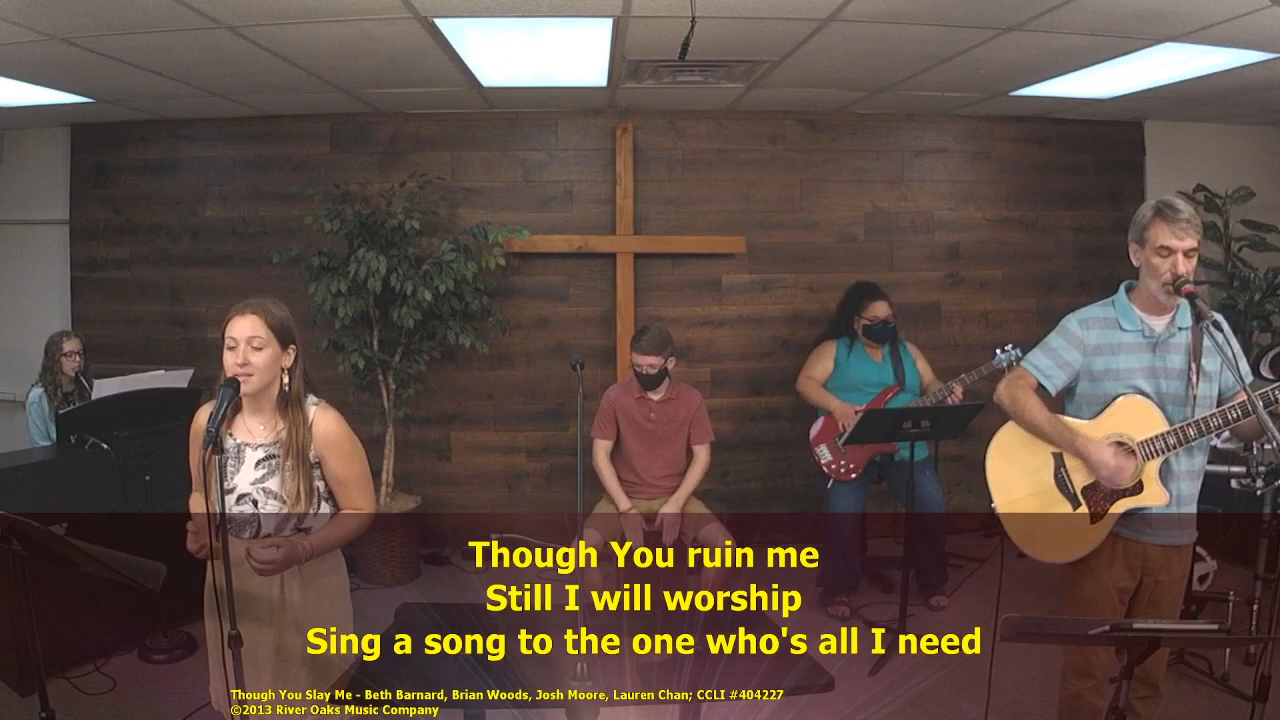 Though You ruin me
Still I will worship
Sing a song to the one who's all I need
Though You Slay Me - Beth Barnard, Brian Woods, Josh Moore, Lauren Chan; CCLI #404227
©2013 River Oaks Music Company